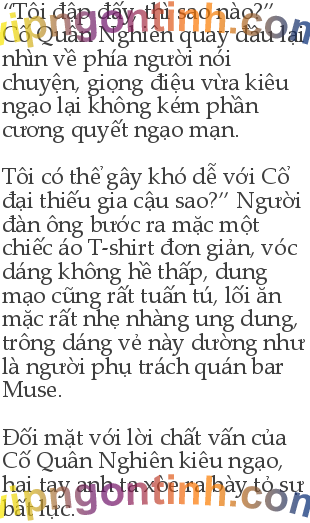 “Tôi đập đấy, thì sao nào?”
Cố Quân Nghiên quay đầu lại
nhìn về phía người nói
chuyện, giọng điệu vừa kiêu
ngạo lại không kém phần
cương quyết ngạo mạn.
Tôi có thể gây khó dễ với Cổ
đại thiếu gia cậu sao?” Người
đàn ông bước ra mặc một
chiếc áo T-shirt đơn giản, vóc
dáng không hề thấp, dung
mạo cũng rất tuấn tú, lối ăn
mặc rất nhẹ nhàng ung dung,
trông dáng vẻ này dường như
là người phụ trách quán bar
Muse.
Đối mặt với lời chất vấn của
Cố Quân Nghiên kiêu ngạo,
hai tay anh ta xòe ra bày tỏ sự
bất lực.